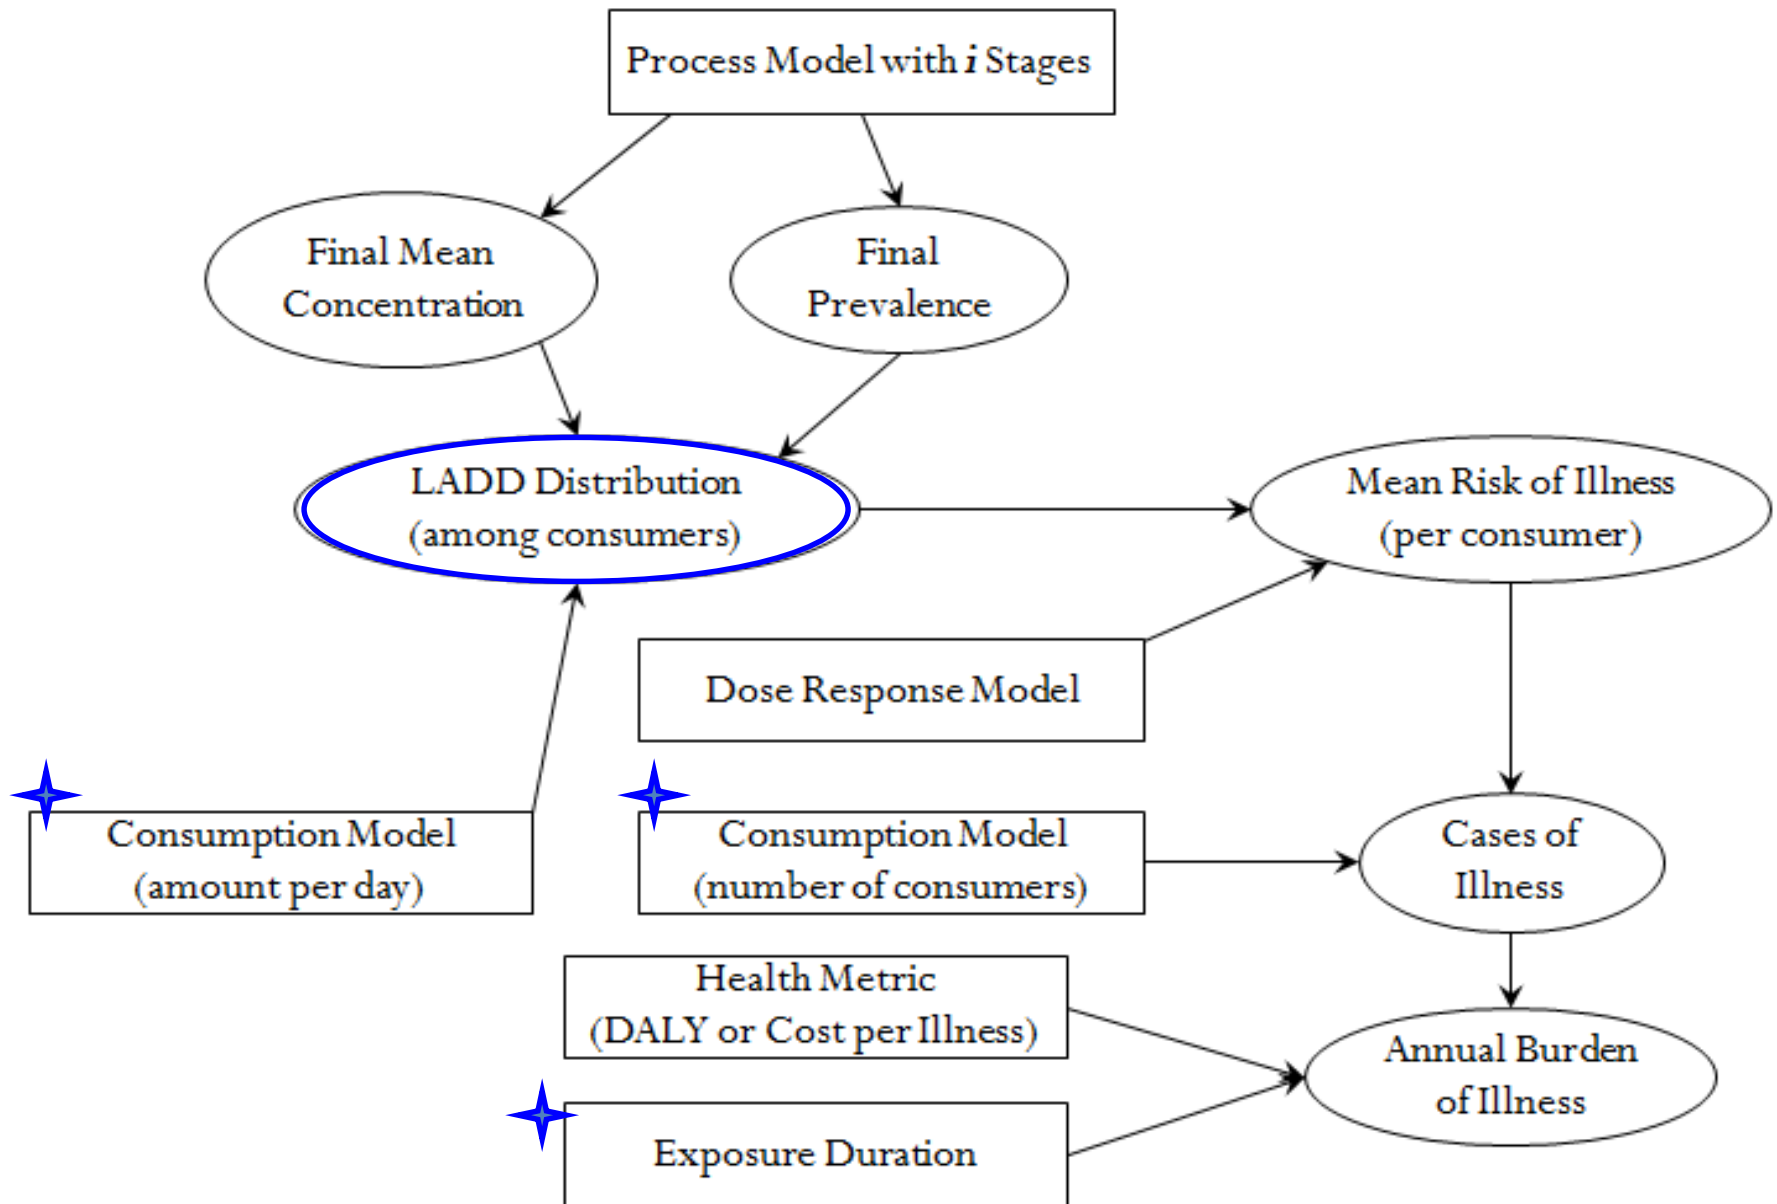 Process Model with i Stages
Final Mean
Concentration
Final
Prevalence
LADD Distribution
(among consumers)
Mean Risk of Illness
(per consumer)
Dose Response Model
Consumption Model
(amount per day)
Consumption Model
(number of consumers)
Cases of
Illness
Health Metric
(DALY or Cost per Illness)
Annual Burden
of Illness
Exposure Duration